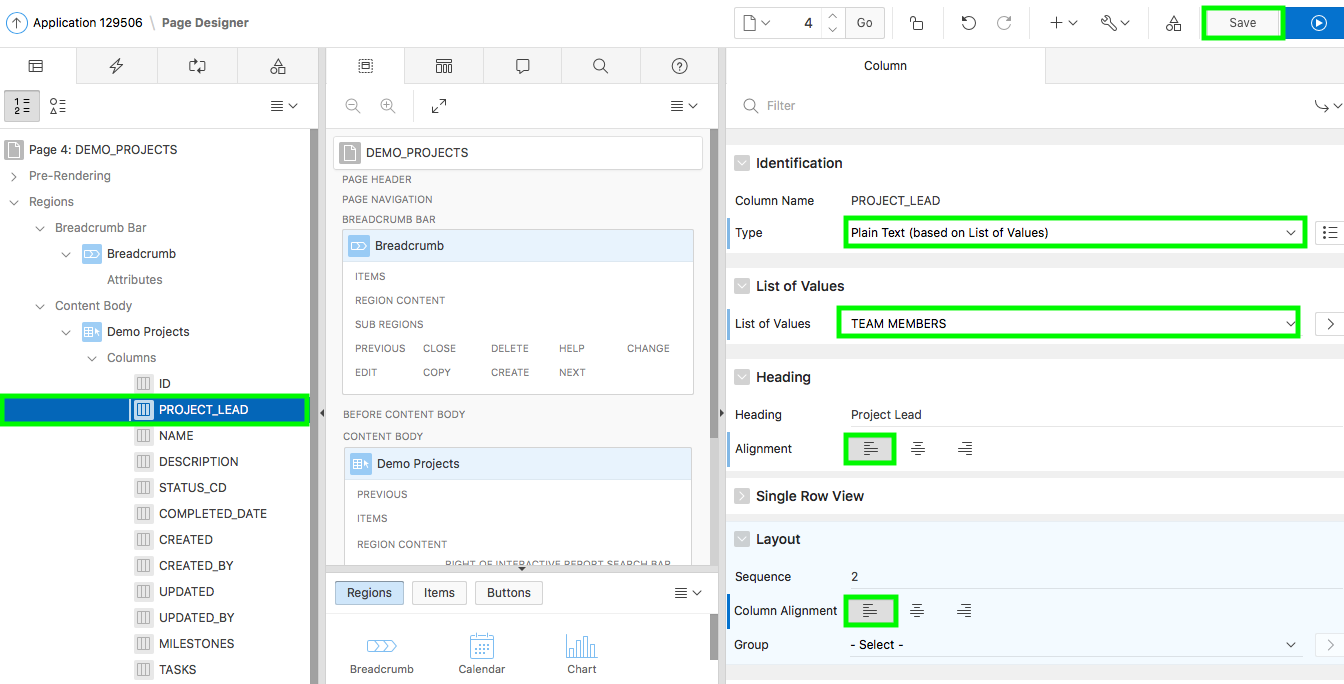 Application 129506 \ Page Designer
4
Go
Save
Page 4: DEMO_PROJECTS
Pre-Rendering
Regions
Breadcrumb Bar
Breadcrumb
Attributes
Content Body
Demo Projects
Columns
ID
PROJECT_LEAD
NAME
DESCRIPTION
STATUS_CD
COMPLETED_DATE
CREATED
CREATED_BY
UPDATED
UPDATED_BY
MILESTONES
TASKS
DEMO_PROJECTS
PAGE HEADER
PAGE NAVIGATION
BREADCRUMB BAR
Breadcrumb
ITEMS
REGION CONTENT
SUB REGIONS
PREVIOUS CLOSE DELETE HELP CHANGE
EDIT COPY CREATE NEXT
BEFORE CONTENT BODY
CONTENT BODY
Demo Projects
PREVIOUS
ITEMS
REGION CONTENT
RIGHT OF INTERACTIVE REPORT SEARCH BAR
Regions Items Buttons
Breadcrumb Calendar Chart
Column
Filter
Identification
Column Name PROJECT_LEAD
Type Plain Text (based on List of Values)
List of Values
List of Values TEAM MEMBERS
Heading
Heading Project Lead
Alignment
Single Row View
Layout
Sequence 2
Column Alignment
Group - Select -